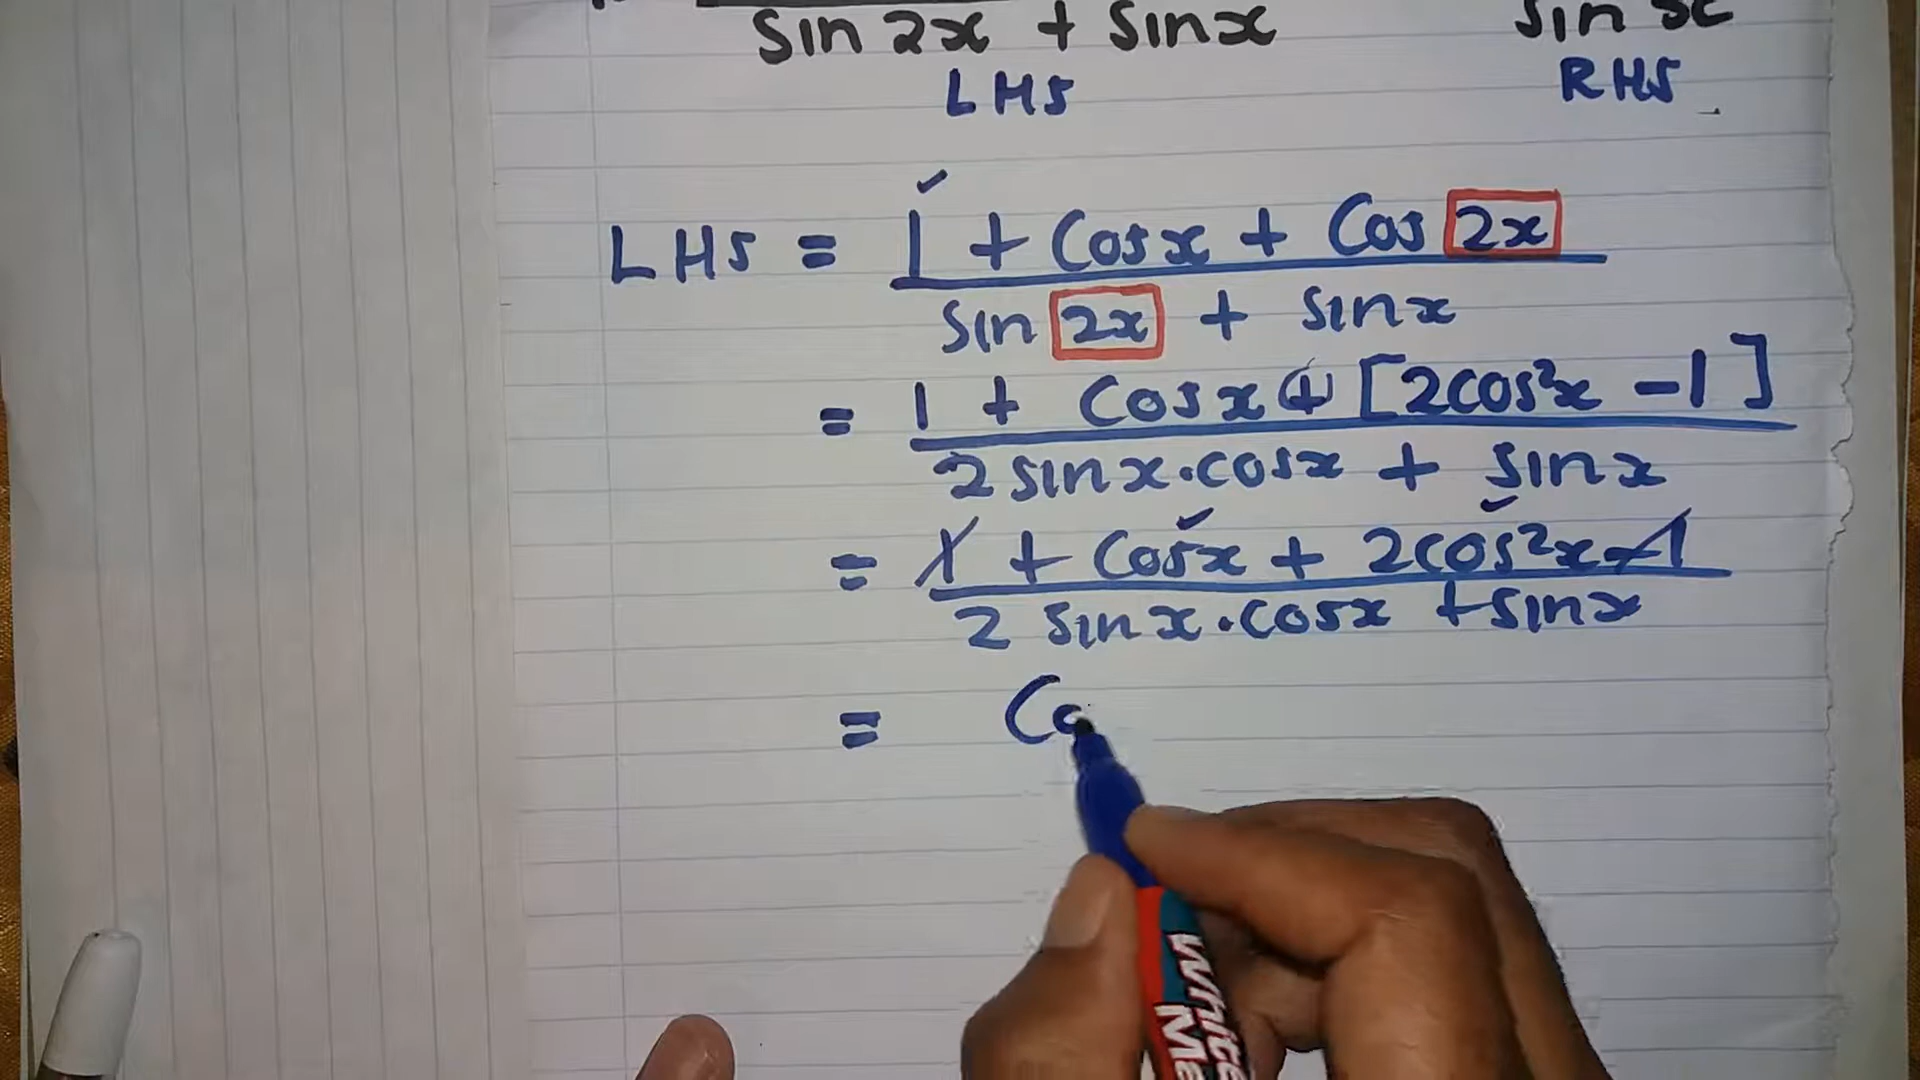 sin 2x + sinx sin x
LHS RHS
LHS = 1 + Cosx + Cos 2x
sin 2x + sinx
= 1 + Cosx + [2cos²x - 1]
2 sinx.cosx + sinx
= 1 + Cosx + 2cos²x - 1
2 sinx.cosx + sinx
= Co
White